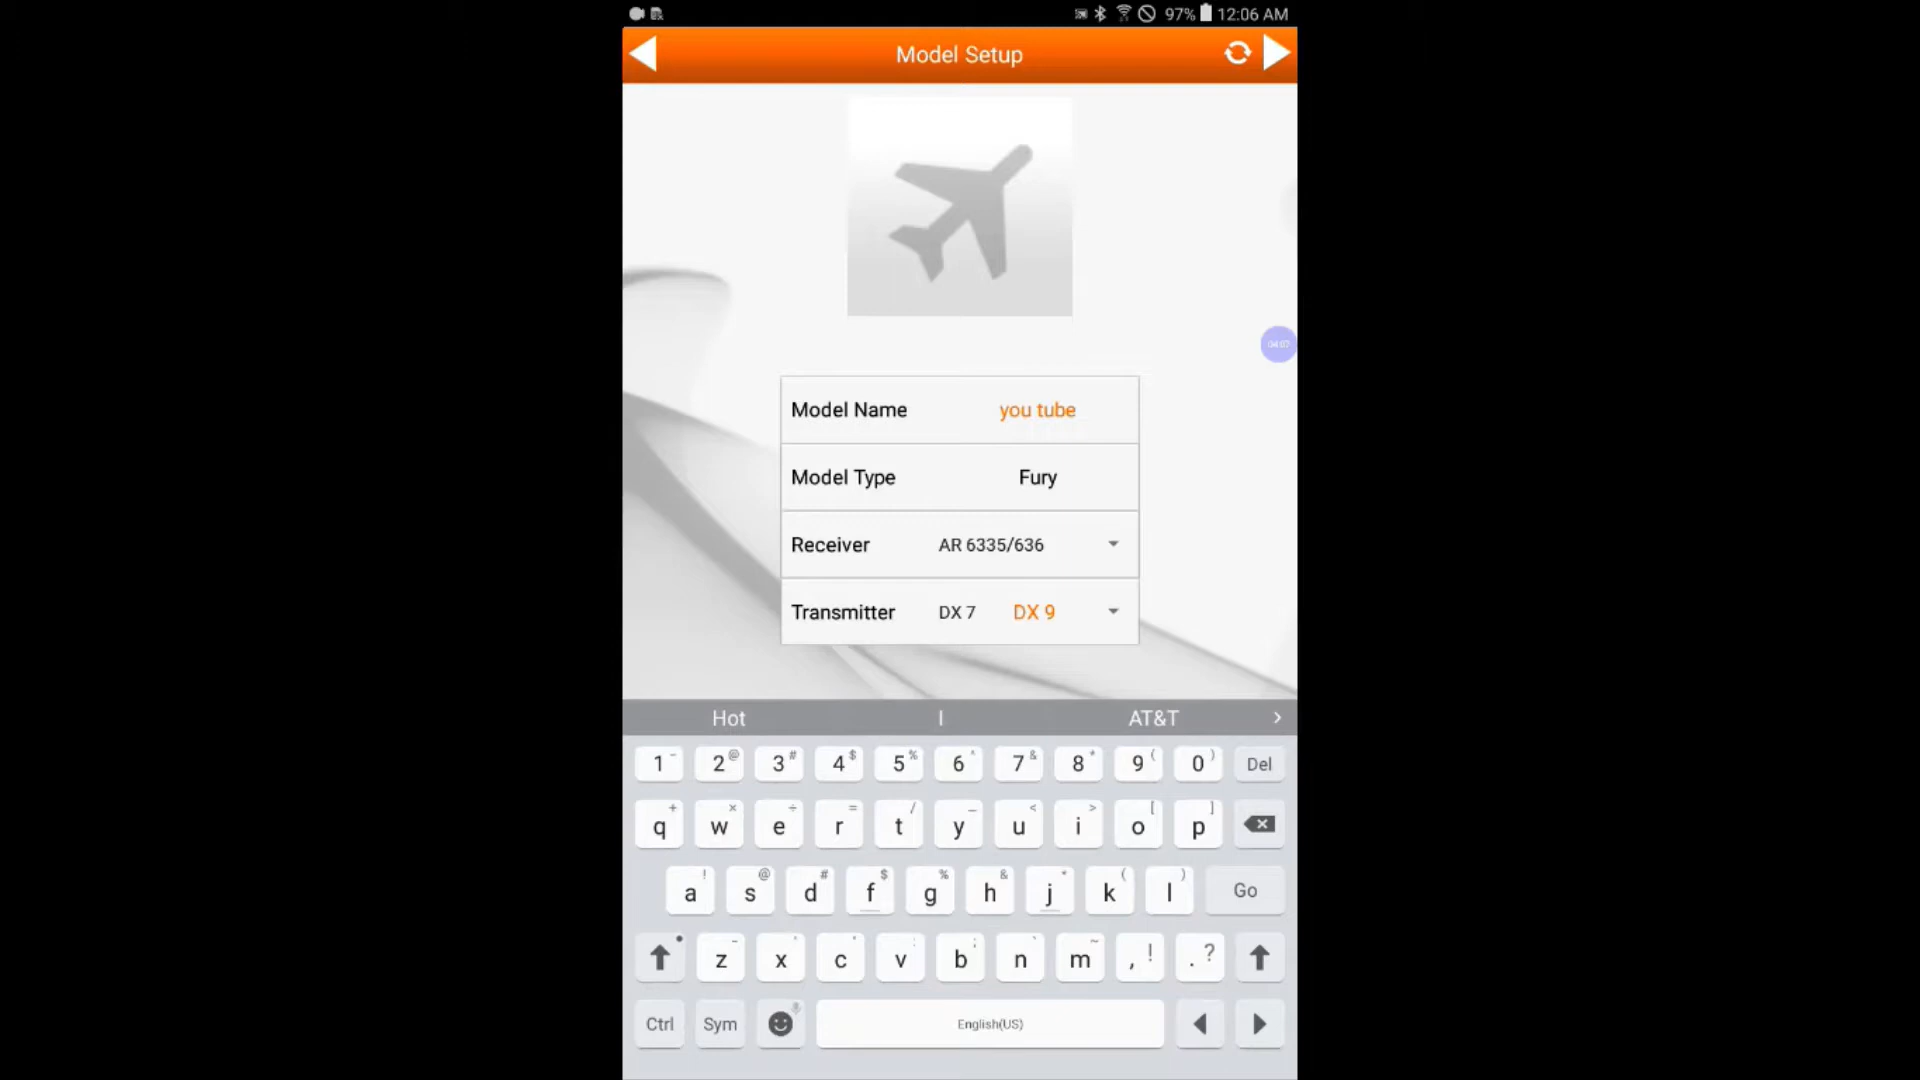 97% 12:06 AM
Model Setup
04:07
Model Name you tube
Model Type Fury
Receiver AR 6335/636
Transmitter DX 7 DX 9
Hot I AT&T >
1 - 2 @ 3 # 4 $ 5 % 6 ^ 7 & 8 * 9 ( 0 ) Del
q + w × e ÷ r = t / y _ u < i > o [ p ]
a ! s @ d # f $ g % h & j * k ( l ) Go
z - x ' c " v : b ; n ` m ~ , ! . ?
Ctrl Sym English(US)